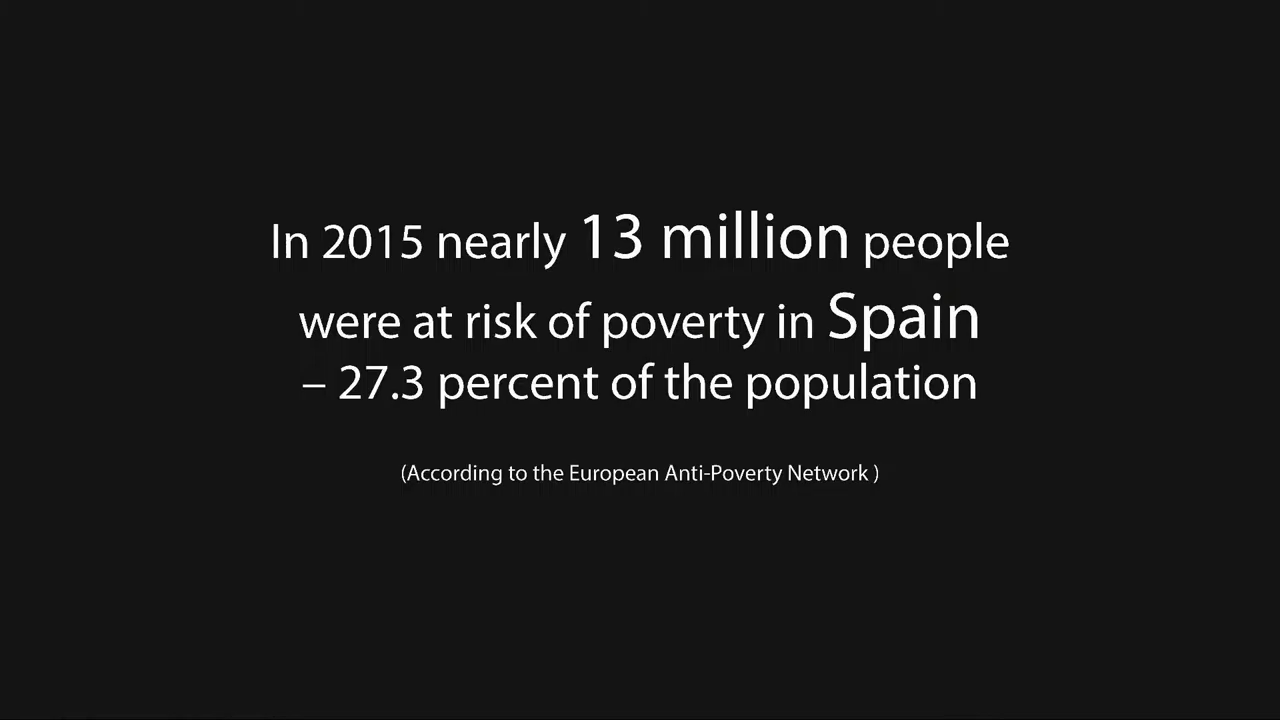 In 2015 nearly 13 million people
were at risk of poverty in Spain
– 27.3 percent of the population
(According to the European Anti-Poverty Network )